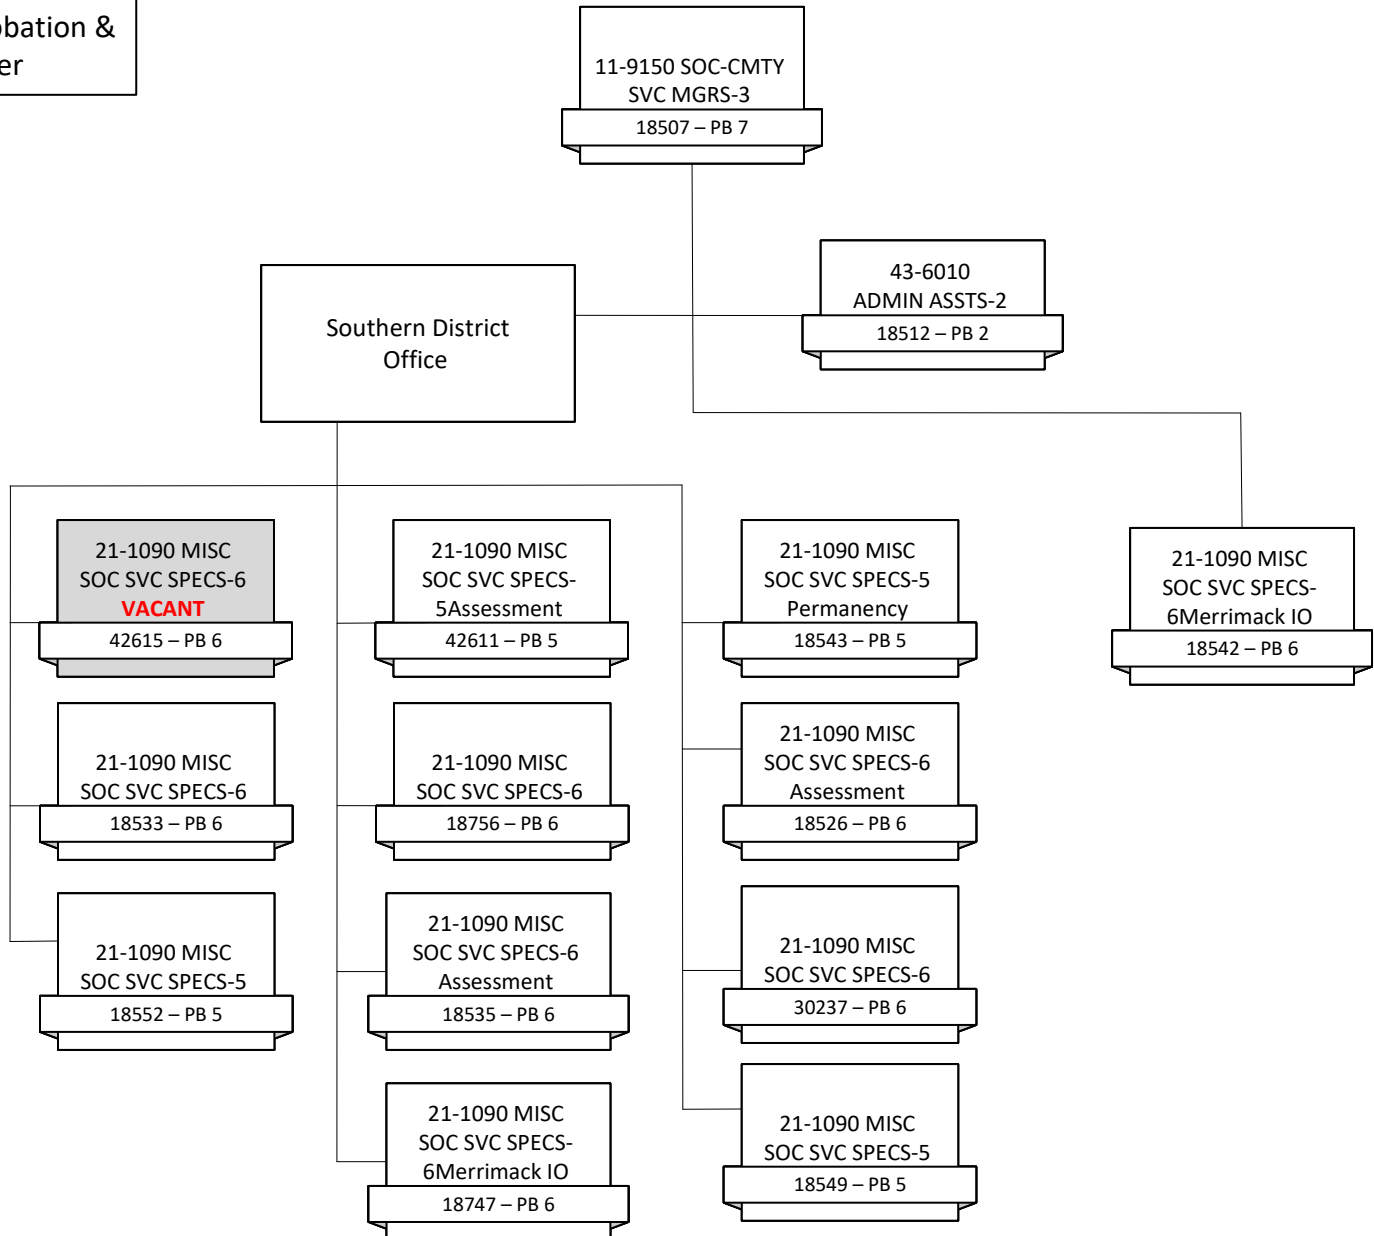 obation &
er
11-9150 SOC-CMTY
SVC MGRS-3
18507 – PB 7
43-6010
ADMIN ASSTS-2
18512 – PB 2
Southern District
Office
21-1090 MISC
SOC SVC SPECS-6
VACANT
42615 – PB 6
21-1090 MISC
SOC SVC SPECS-
5Assessment
42611 – PB 5
21-1090 MISC
SOC SVC SPECS-5
Permanency
18543 – PB 5
21-1090 MISC
SOC SVC SPECS-
6Merrimack IO
18542 – PB 6
21-1090 MISC
SOC SVC SPECS-6
18533 – PB 6
21-1090 MISC
SOC SVC SPECS-6
18756 – PB 6
21-1090 MISC
SOC SVC SPECS-6
Assessment
18526 – PB 6
21-1090 MISC
SOC SVC SPECS-5
18552 – PB 5
21-1090 MISC
SOC SVC SPECS-6
Assessment
18535 – PB 6
21-1090 MISC
SOC SVC SPECS-6
30237 – PB 6
21-1090 MISC
SOC SVC SPECS-
6Merrimack IO
18747 – PB 6
21-1090 MISC
SOC SVC SPECS-5
18549 – PB 5